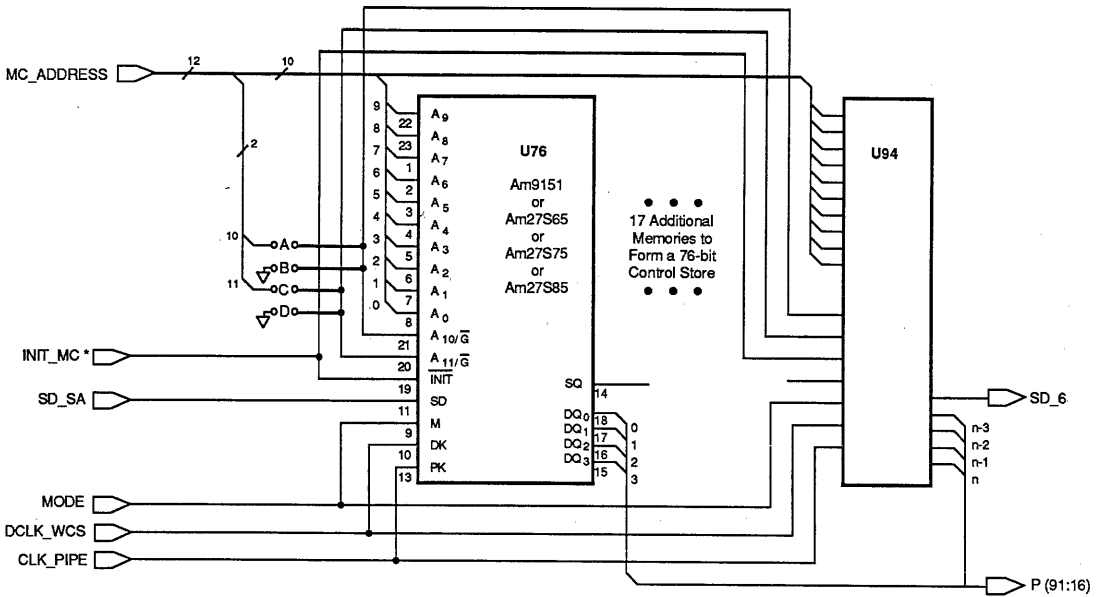 MC_ADDRESS
12
10
2
10
A
B
11
C
D
INIT_MC *
SD_SA
MODE
DCLK_WCS
CLK_PIPE
9
8
7
6
5
4
3
2
1
0
22
23
1
2
3
4
5
6
7
8
21
20
19
11
9
10
13
A9
A8
A7
A6
A5
A4
A3
A2
A1
A0
A10/G
A11/G
INIT
SD
M
DK
PK
U76
Am9151
or
Am27S65
or
Am27S75
or
Am27S85
SQ
14
DQ0
18
DQ1
17
DQ2
16
DQ3
15
0
1
2
3
17 Additional
Memories to
Form a 76-bit
Control Store
U94
SD_6
n-3
n-2
n-1
n
P (91:16)